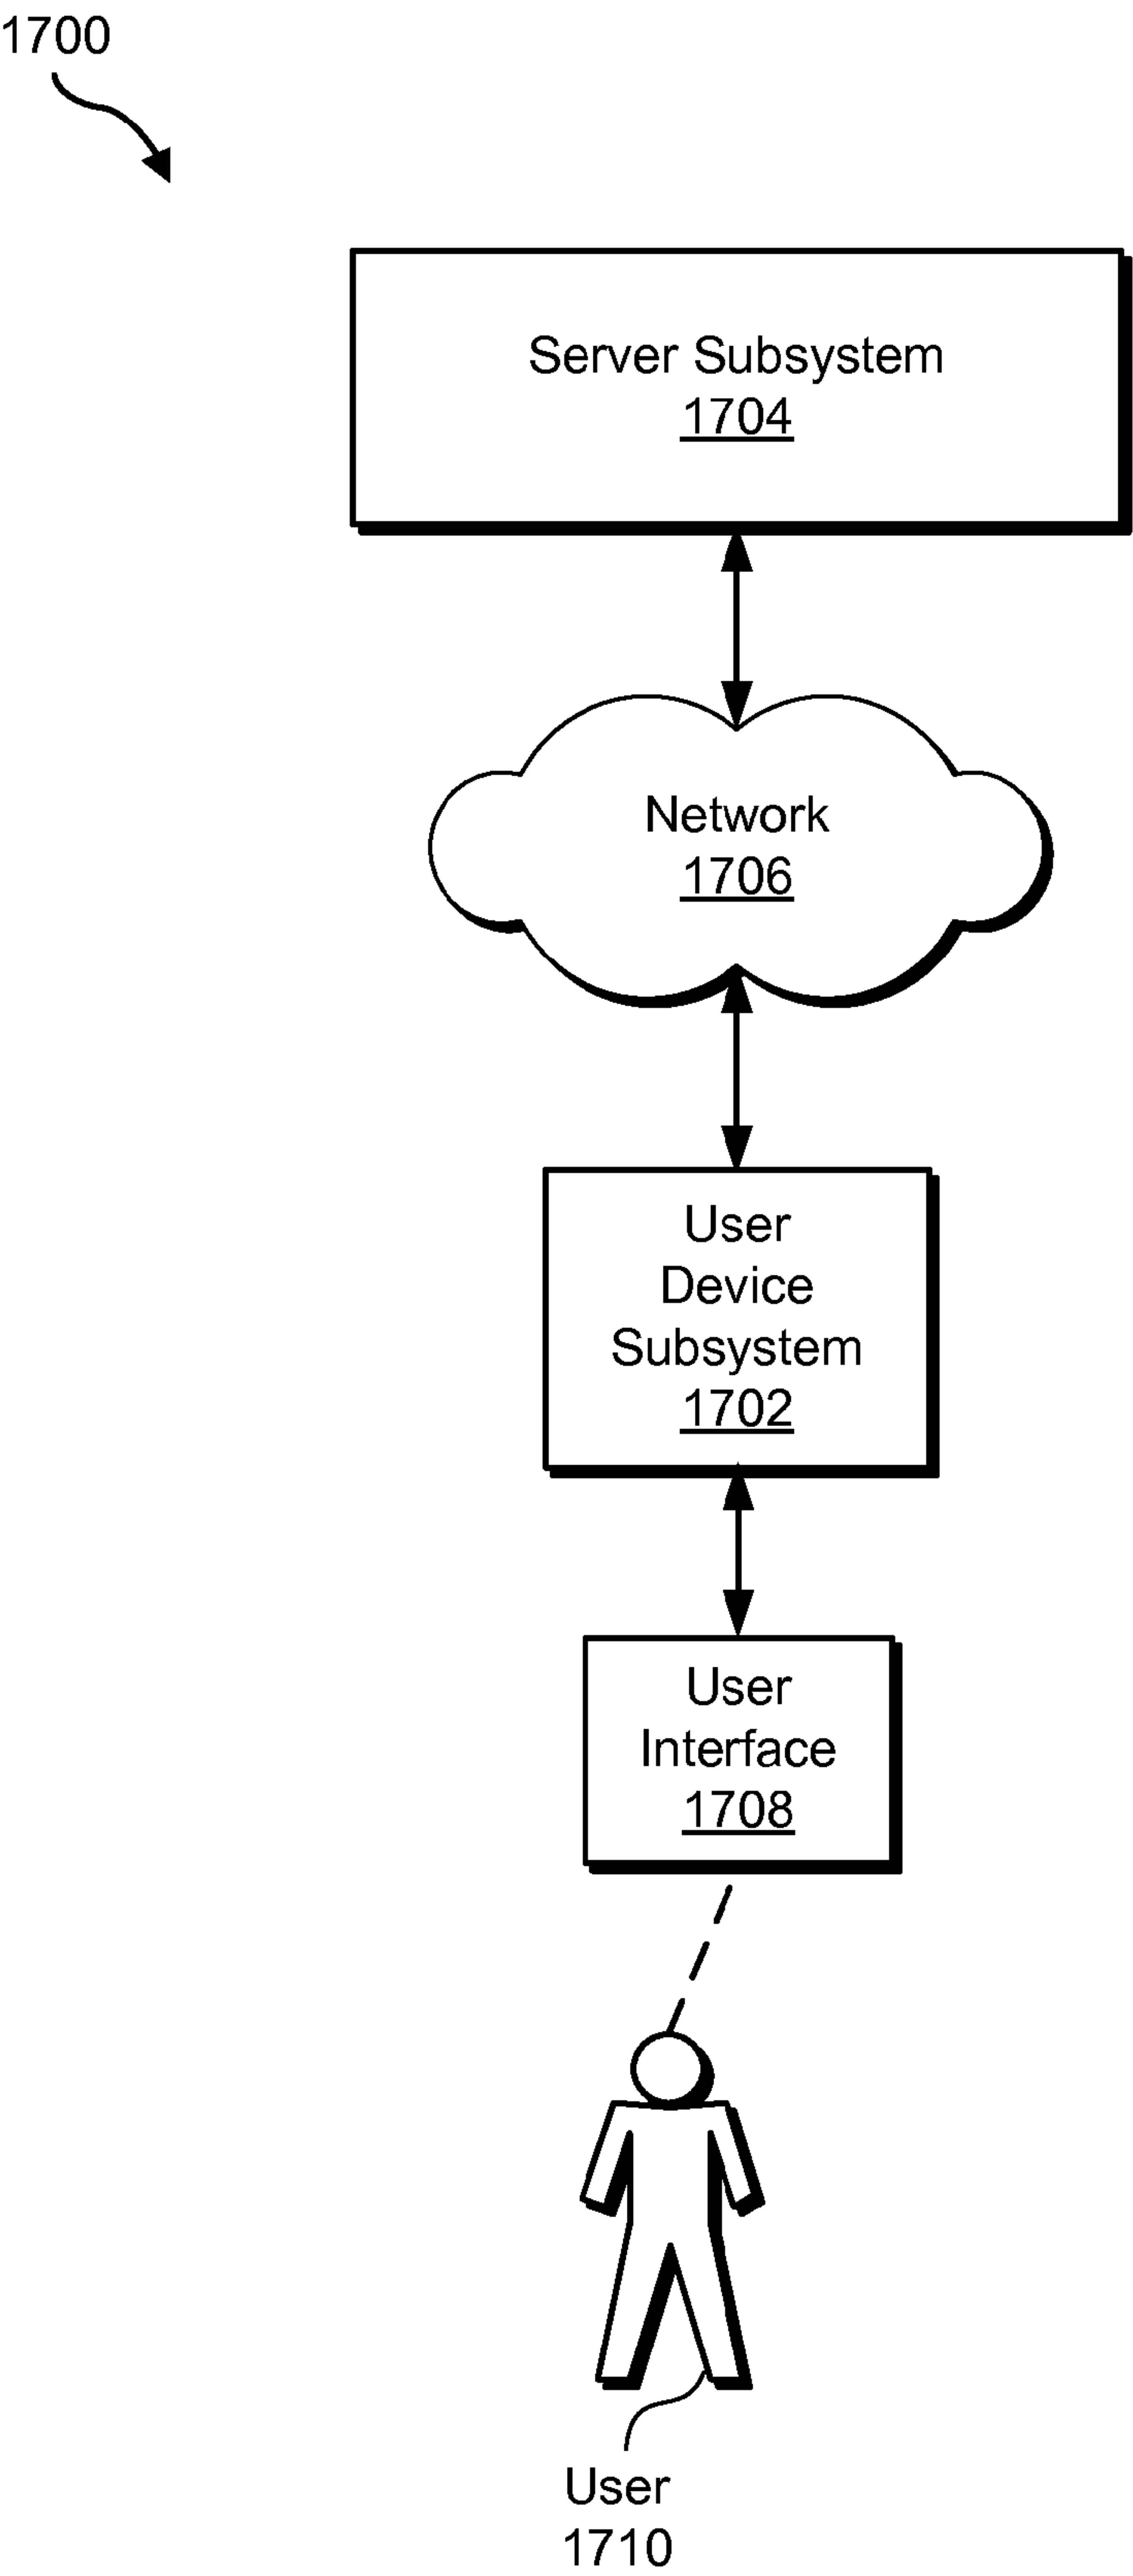 1700
Server Subsystem
1704
Network
1706
User
Device
Subsystem
1702
User
Interface
1708
User
1710